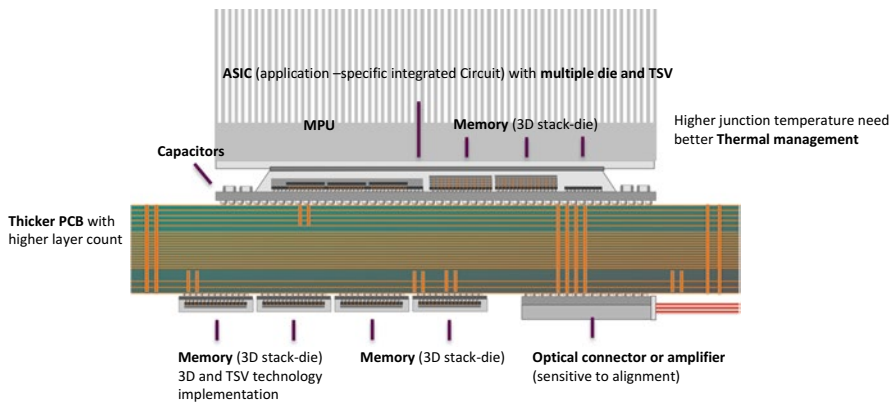 ASIC (application –specific integrated Circuit) with multiple die and TSV
MPU
Memory (3D stack-die)
Higher junction temperature need
better Thermal management
Capacitors
Thicker PCB with
higher layer count
Memory (3D stack-die)
3D and TSV technology
implementation
Memory (3D stack-die)
Optical connector or amplifier
(sensitive to alignment)